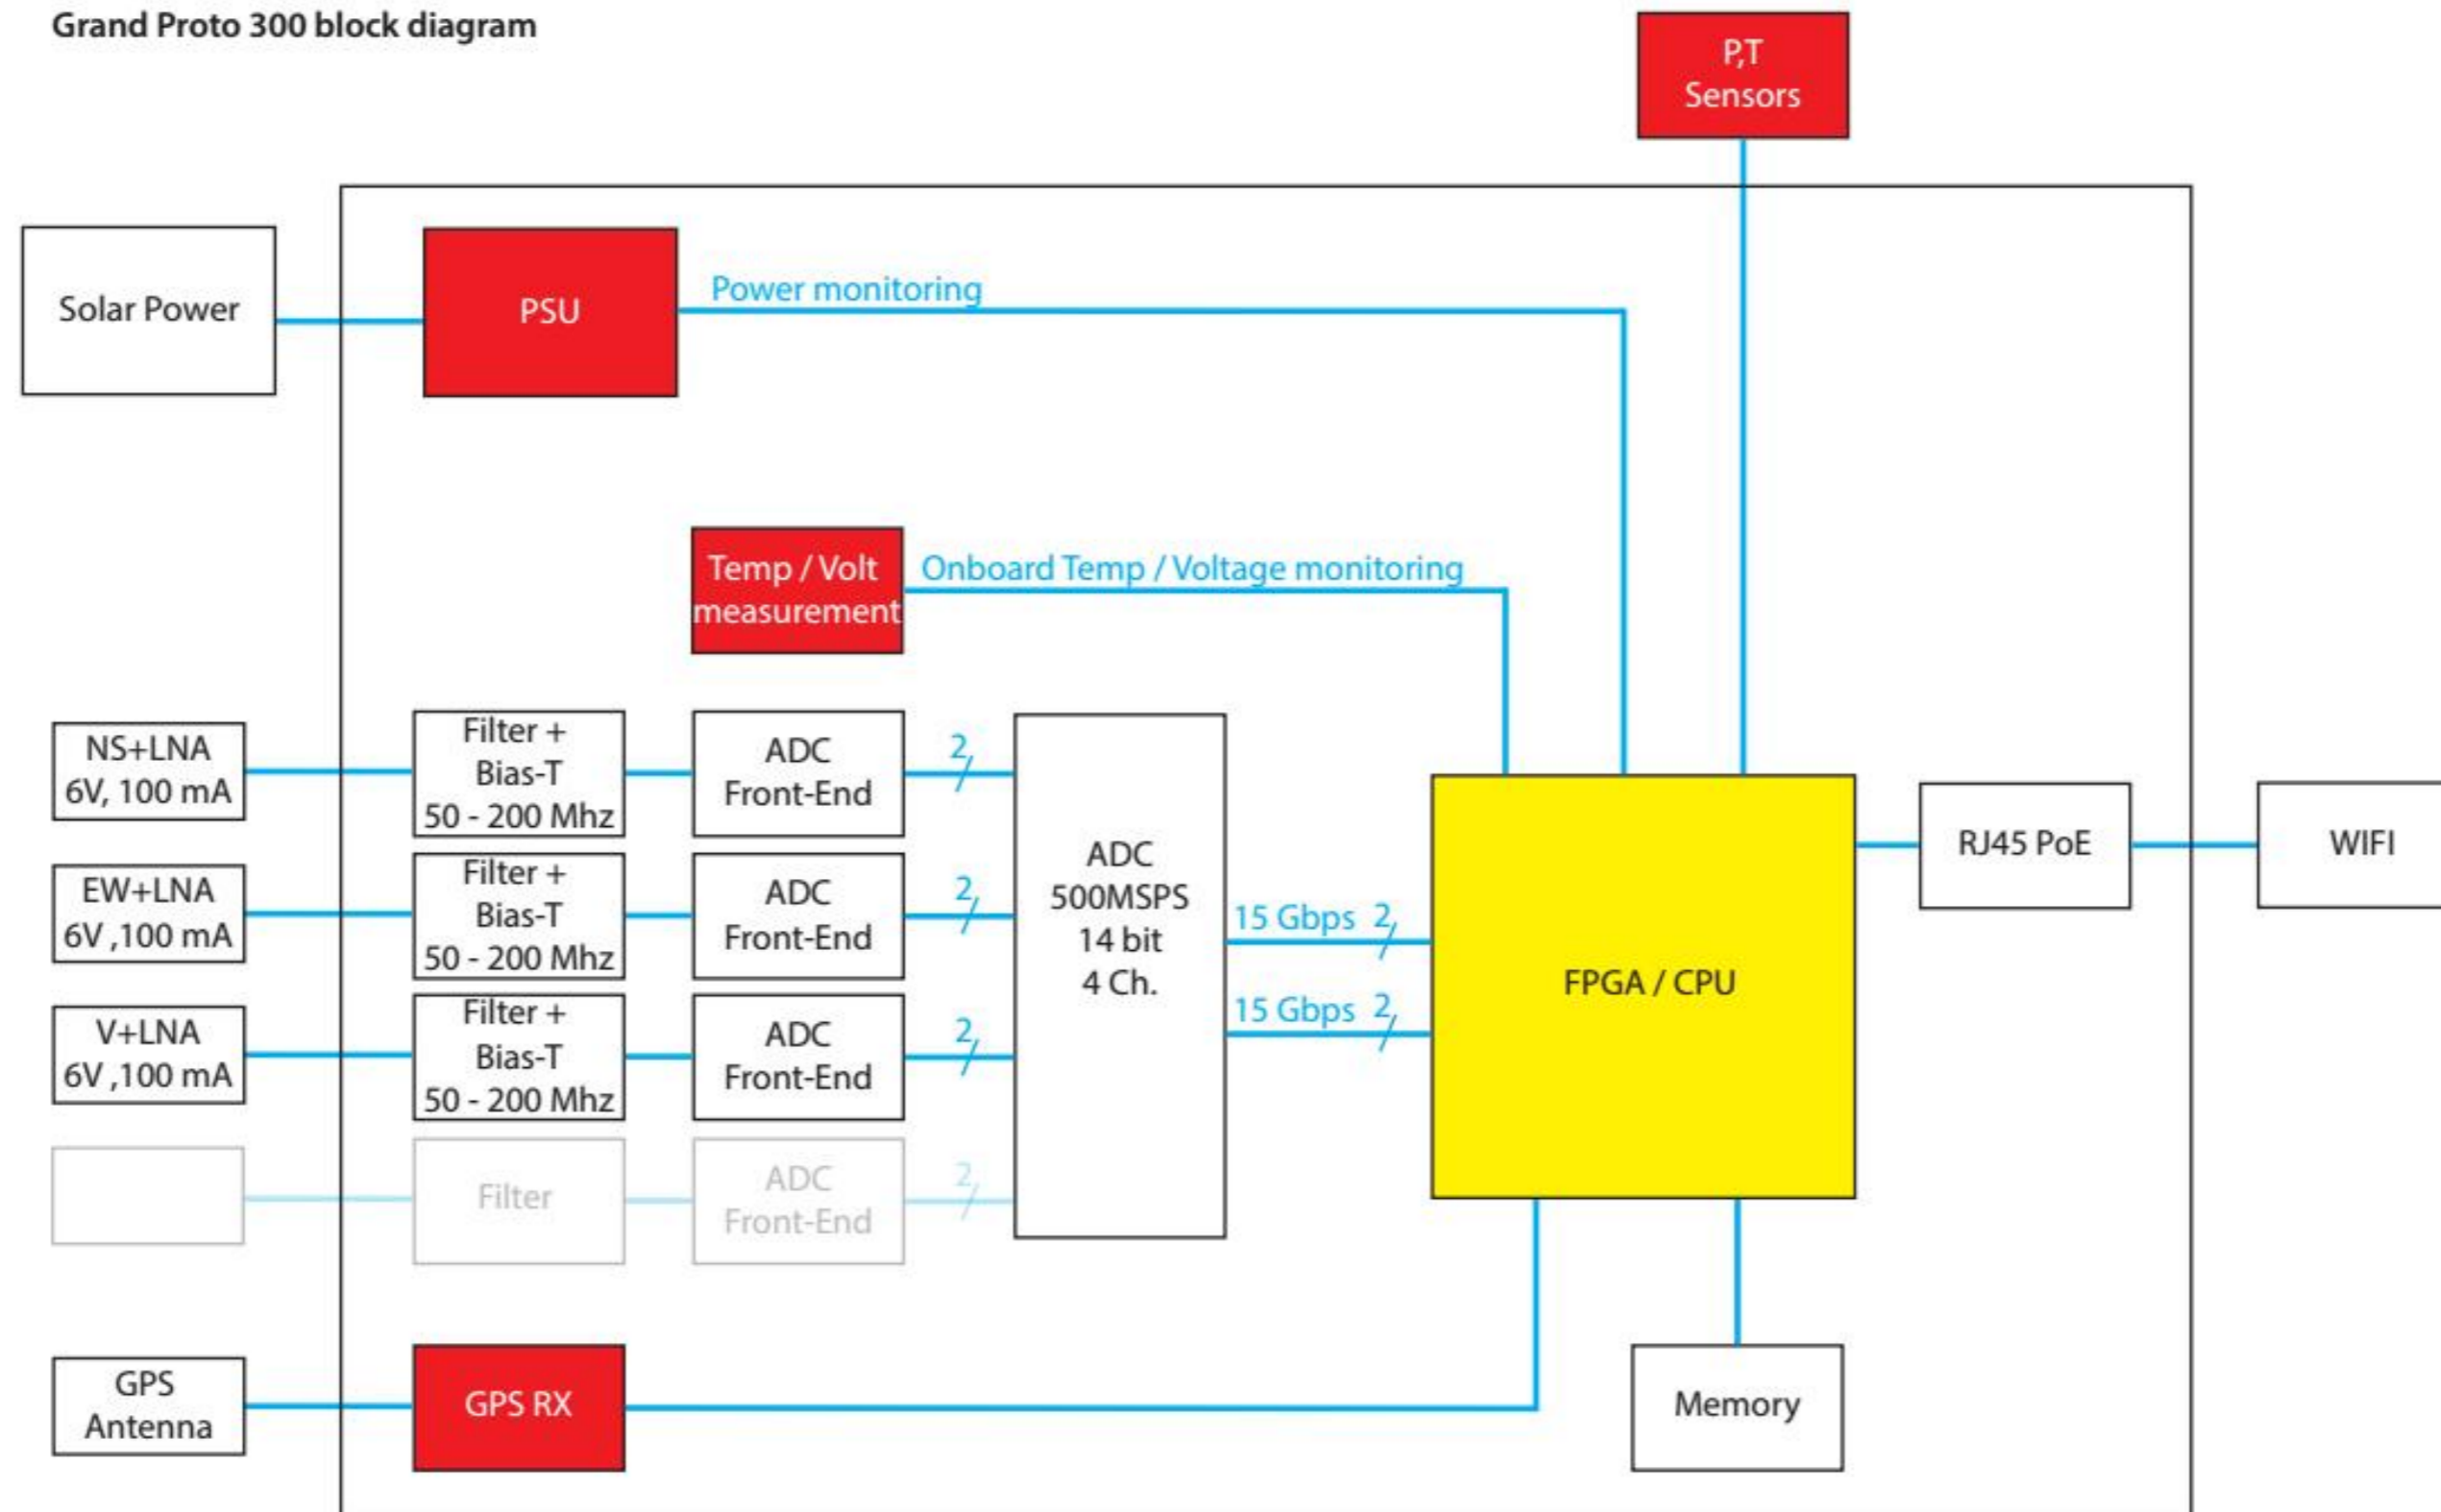 Grand Proto 300 block diagram
P,T
Sensors
Solar Power
PSU
Power monitoring
Temp / Volt
measurement
Onboard Temp / Voltage monitoring
NS+LNA
6V, 100 mA
Filter +
Bias-T
50 - 200 Mhz
ADC
Front-End
2
EW+LNA
6V ,100 mA
Filter +
Bias-T
50 - 200 Mhz
ADC
Front-End
2
V+LNA
6V ,100 mA
Filter +
Bias-T
50 - 200 Mhz
ADC
Front-End
2
Filter
ADC
Front-End
2
ADC
500MSPS
14 bit
4 Ch.
15 Gbps 2
15 Gbps 2
FPGA / CPU
RJ45 PoE
WIFI
GPS
Antenna
GPS RX
Memory